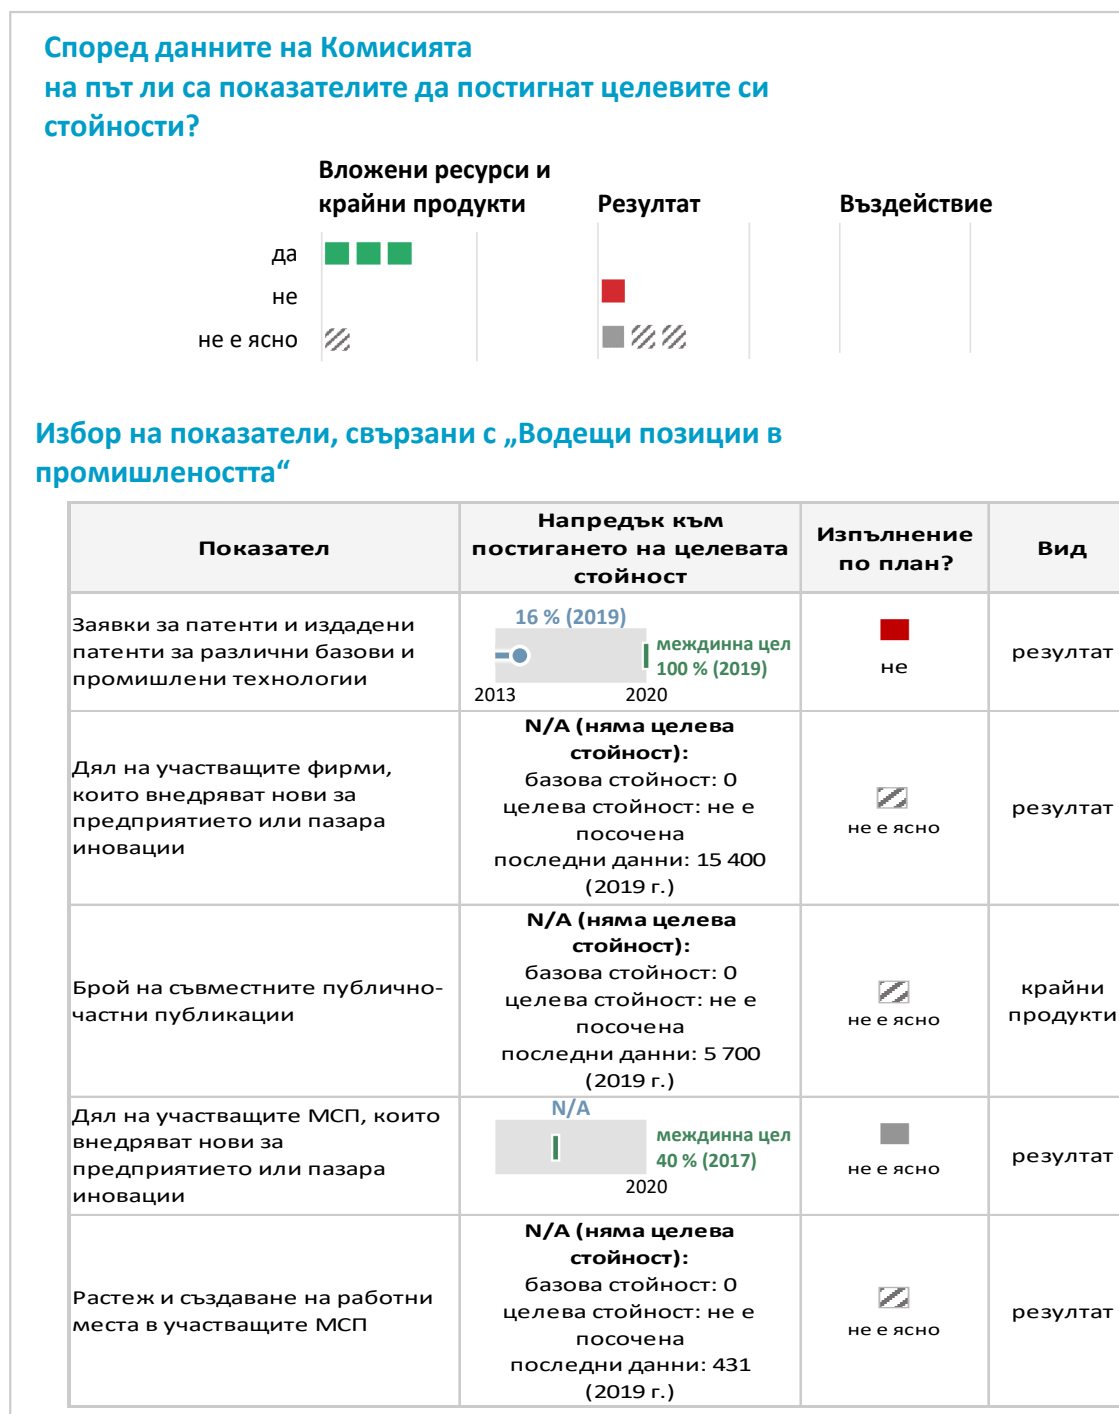 Според данните на Комисията
на път ли са показателите да постигнат целевите си
стойности?
Вложени ресурси и
крайни продукти
Резултат
Въздействие
да
не
не е ясно
Избор на показатели, свързани с „Водещи позиции в
промишлеността“
Показател
Напредък към
постигането на целевата
стойност
Изпълнение
по план?
Вид
Заявки за патенти и издадени
патенти за различни базови и
промишлени технологии
16 % (2019)
междинна цел
100 % (2019)
2013
2020
не
резултат
Дял на участващите фирми,
които внедряват нови за
предприятието или пазара
иновации
N/A (няма целева
стойност):
базова стойност: 0
целева стойност: не е
посочена
последни данни: 15 400
(2019 г.)
не е ясно
резултат
Брой на съвместните публично-
частни публикации
N/A (няма целева
стойност):
базова стойност: 0
целева стойност: не е
посочена
последни данни: 5 700
(2019 г.)
не е ясно
крайни
продукти
Дял на участващите МСП, които
внедряват нови за
предприятието или пазара
иновации
N/A
междинна цел
40 % (2017)
2020
не е ясно
резултат
Растеж и създаване на работни
места в участващите МСП
N/A (няма целева
стойност):
базова стойност: 0
целева стойност: не е
посочена
последни данни: 431
(2019 г.)
не е ясно
резултат